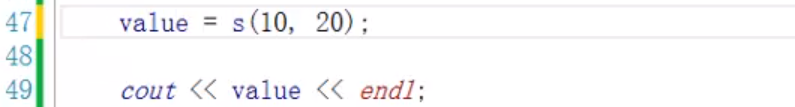 47 value = s(10, 20);
48
49 cout << value << endl;